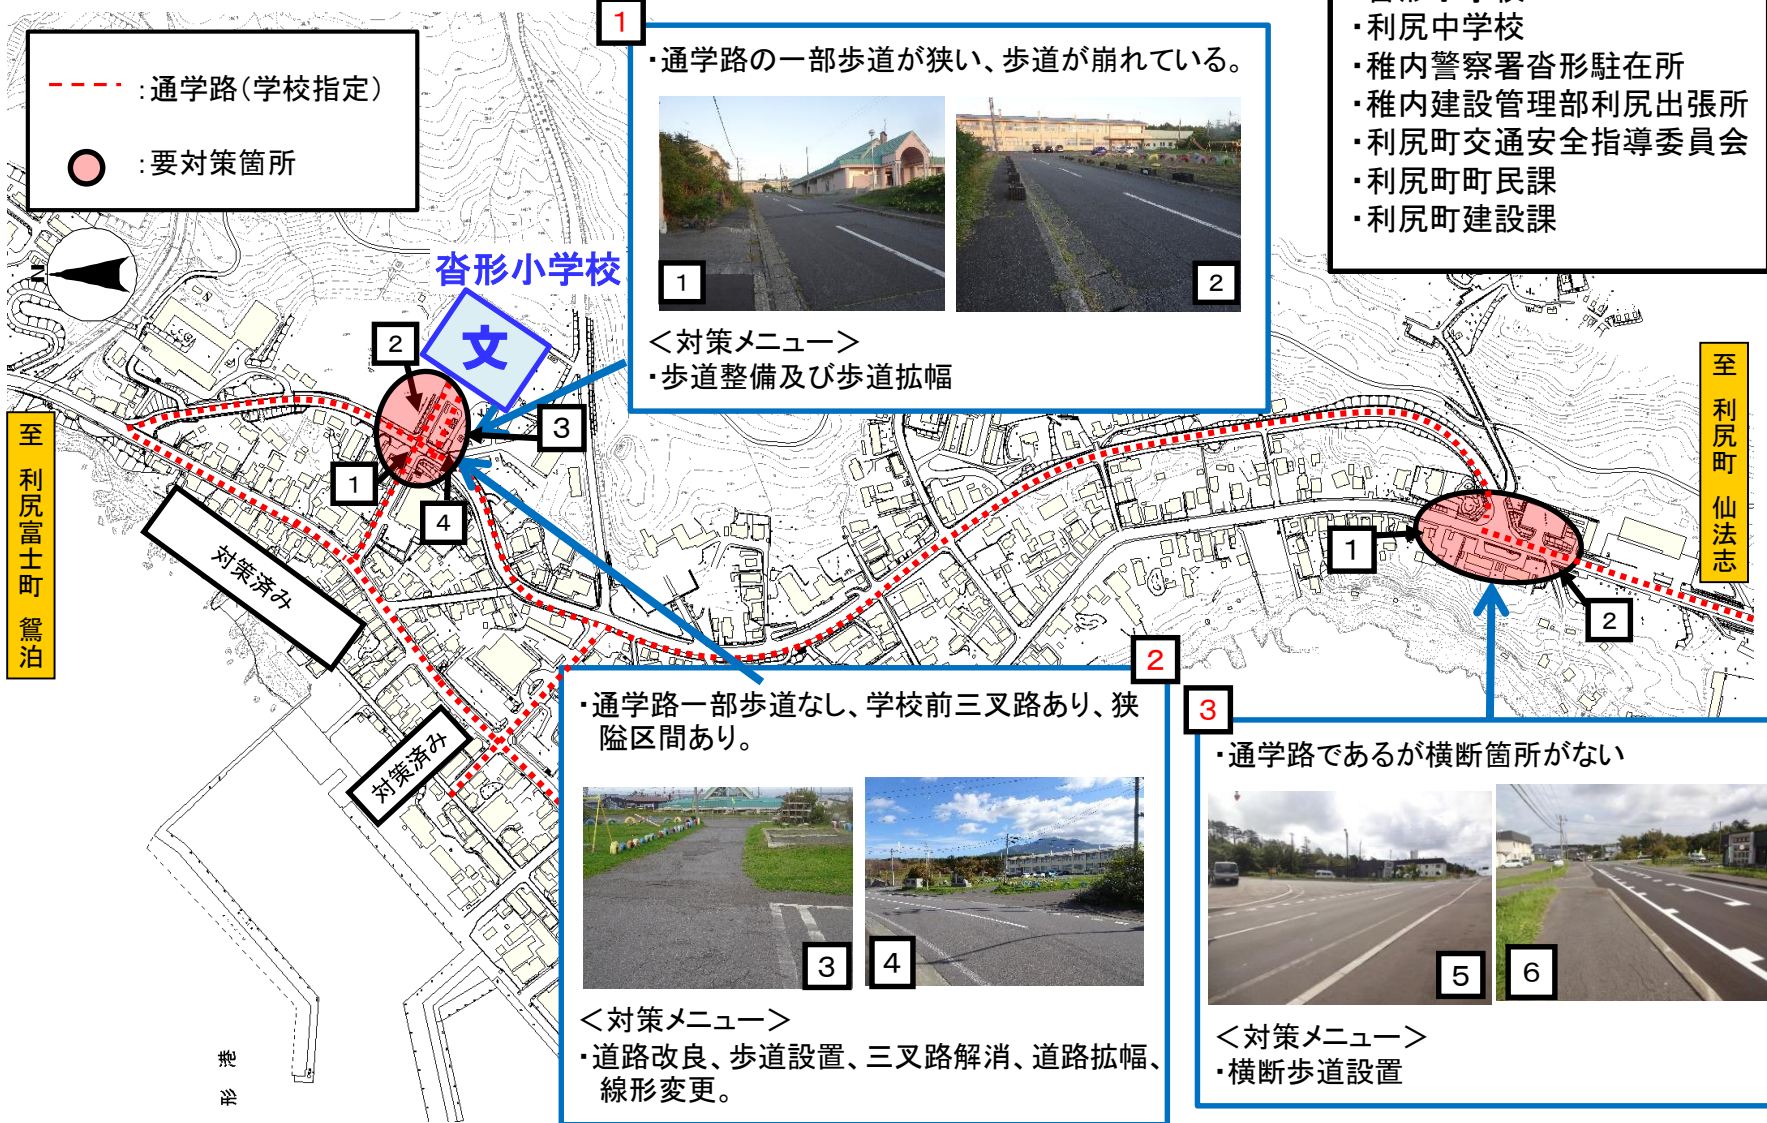 :通学路(学校指定)
:要対策箇所
N
1
・通学路の一部歩道が狭い、歩道が崩れている。
1
2
<対策メニュー>
・歩道整備及び歩道拡幅
・利尻中学校
・稚内警察署沓形駐在所
・稚内建設管理部利尻出張所
・利尻町交通安全指導委員会
・利尻町町民課
・利尻町建設課
沓形小学校
文
2
3
1
4
至 利尻富士町 鴛泊
至 利尻町 仙法志
対策済み
対策済み
1
2
2
・通学路一部歩道なし、学校前三叉路あり、狭
隘区間あり。
3
4
<対策メニュー>
・道路改良、歩道設置、三叉路解消、道路拡幅、
線形変更。
3
・通学路であるが横断箇所がない
5
6
<対策メニュー>
・横断歩道設置
形港